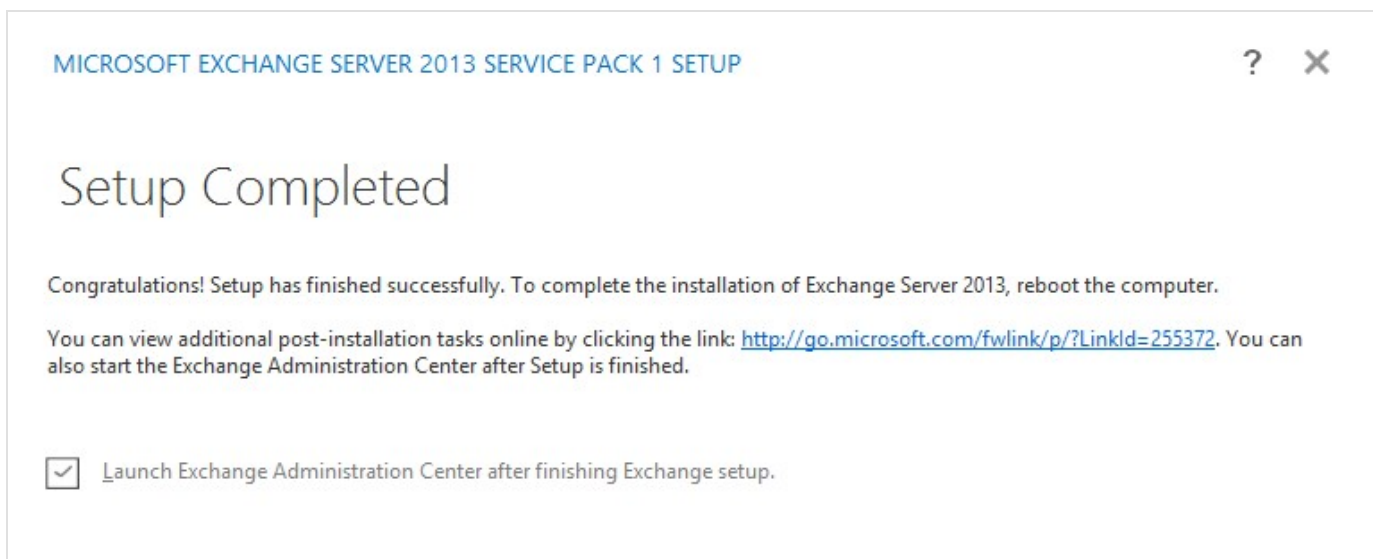 MICROSOFT EXCHANGE SERVER 2013 SERVICE PACK 1 SETUP ?
Setup Completed
Congratulations! Setup has finished successfully. To complete the installation of Exchange Server 2013, reboot the computer.
You can view additional post-installation tasks online by clicking the link: http://go.microsoft.com/fwlink/p/?LinkId=255372. You can
also start the Exchange Administration Center after Setup is finished.
Launch Exchange Administration Center after finishing Exchange setup.